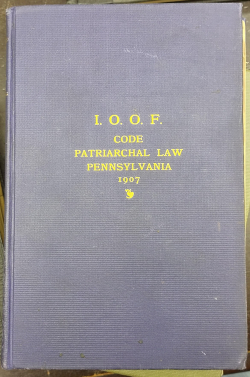 I. O. O. F.
CODE
PATRIARCHAL LAW
PENNSYLVANIA
1907